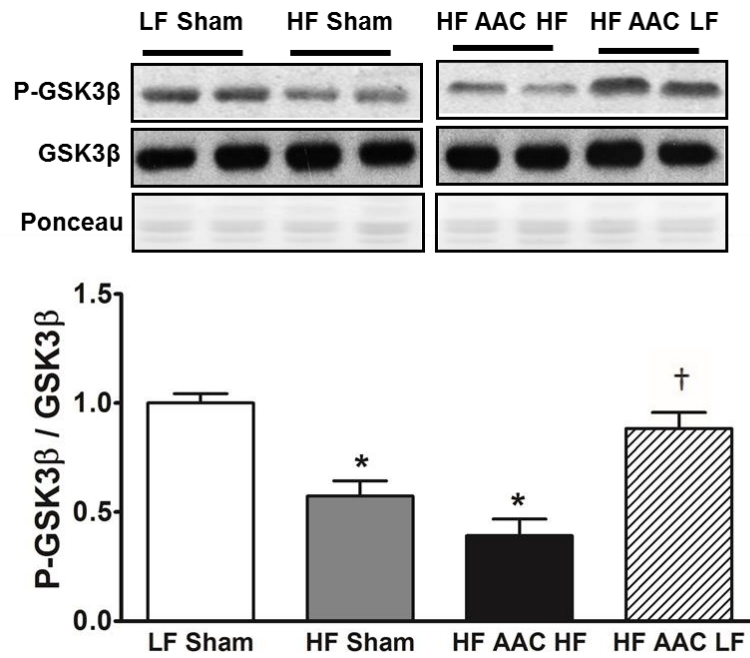 LF Sham HF Sham HF AAC HF HF AAC LF
P-GSK3β
GSK3β
Ponceau
P-GSK3β / GSK3β
1.5
1.0
0.5
0.0
*
*
†
LF Sham HF Sham HF AAC HF HF AAC LF